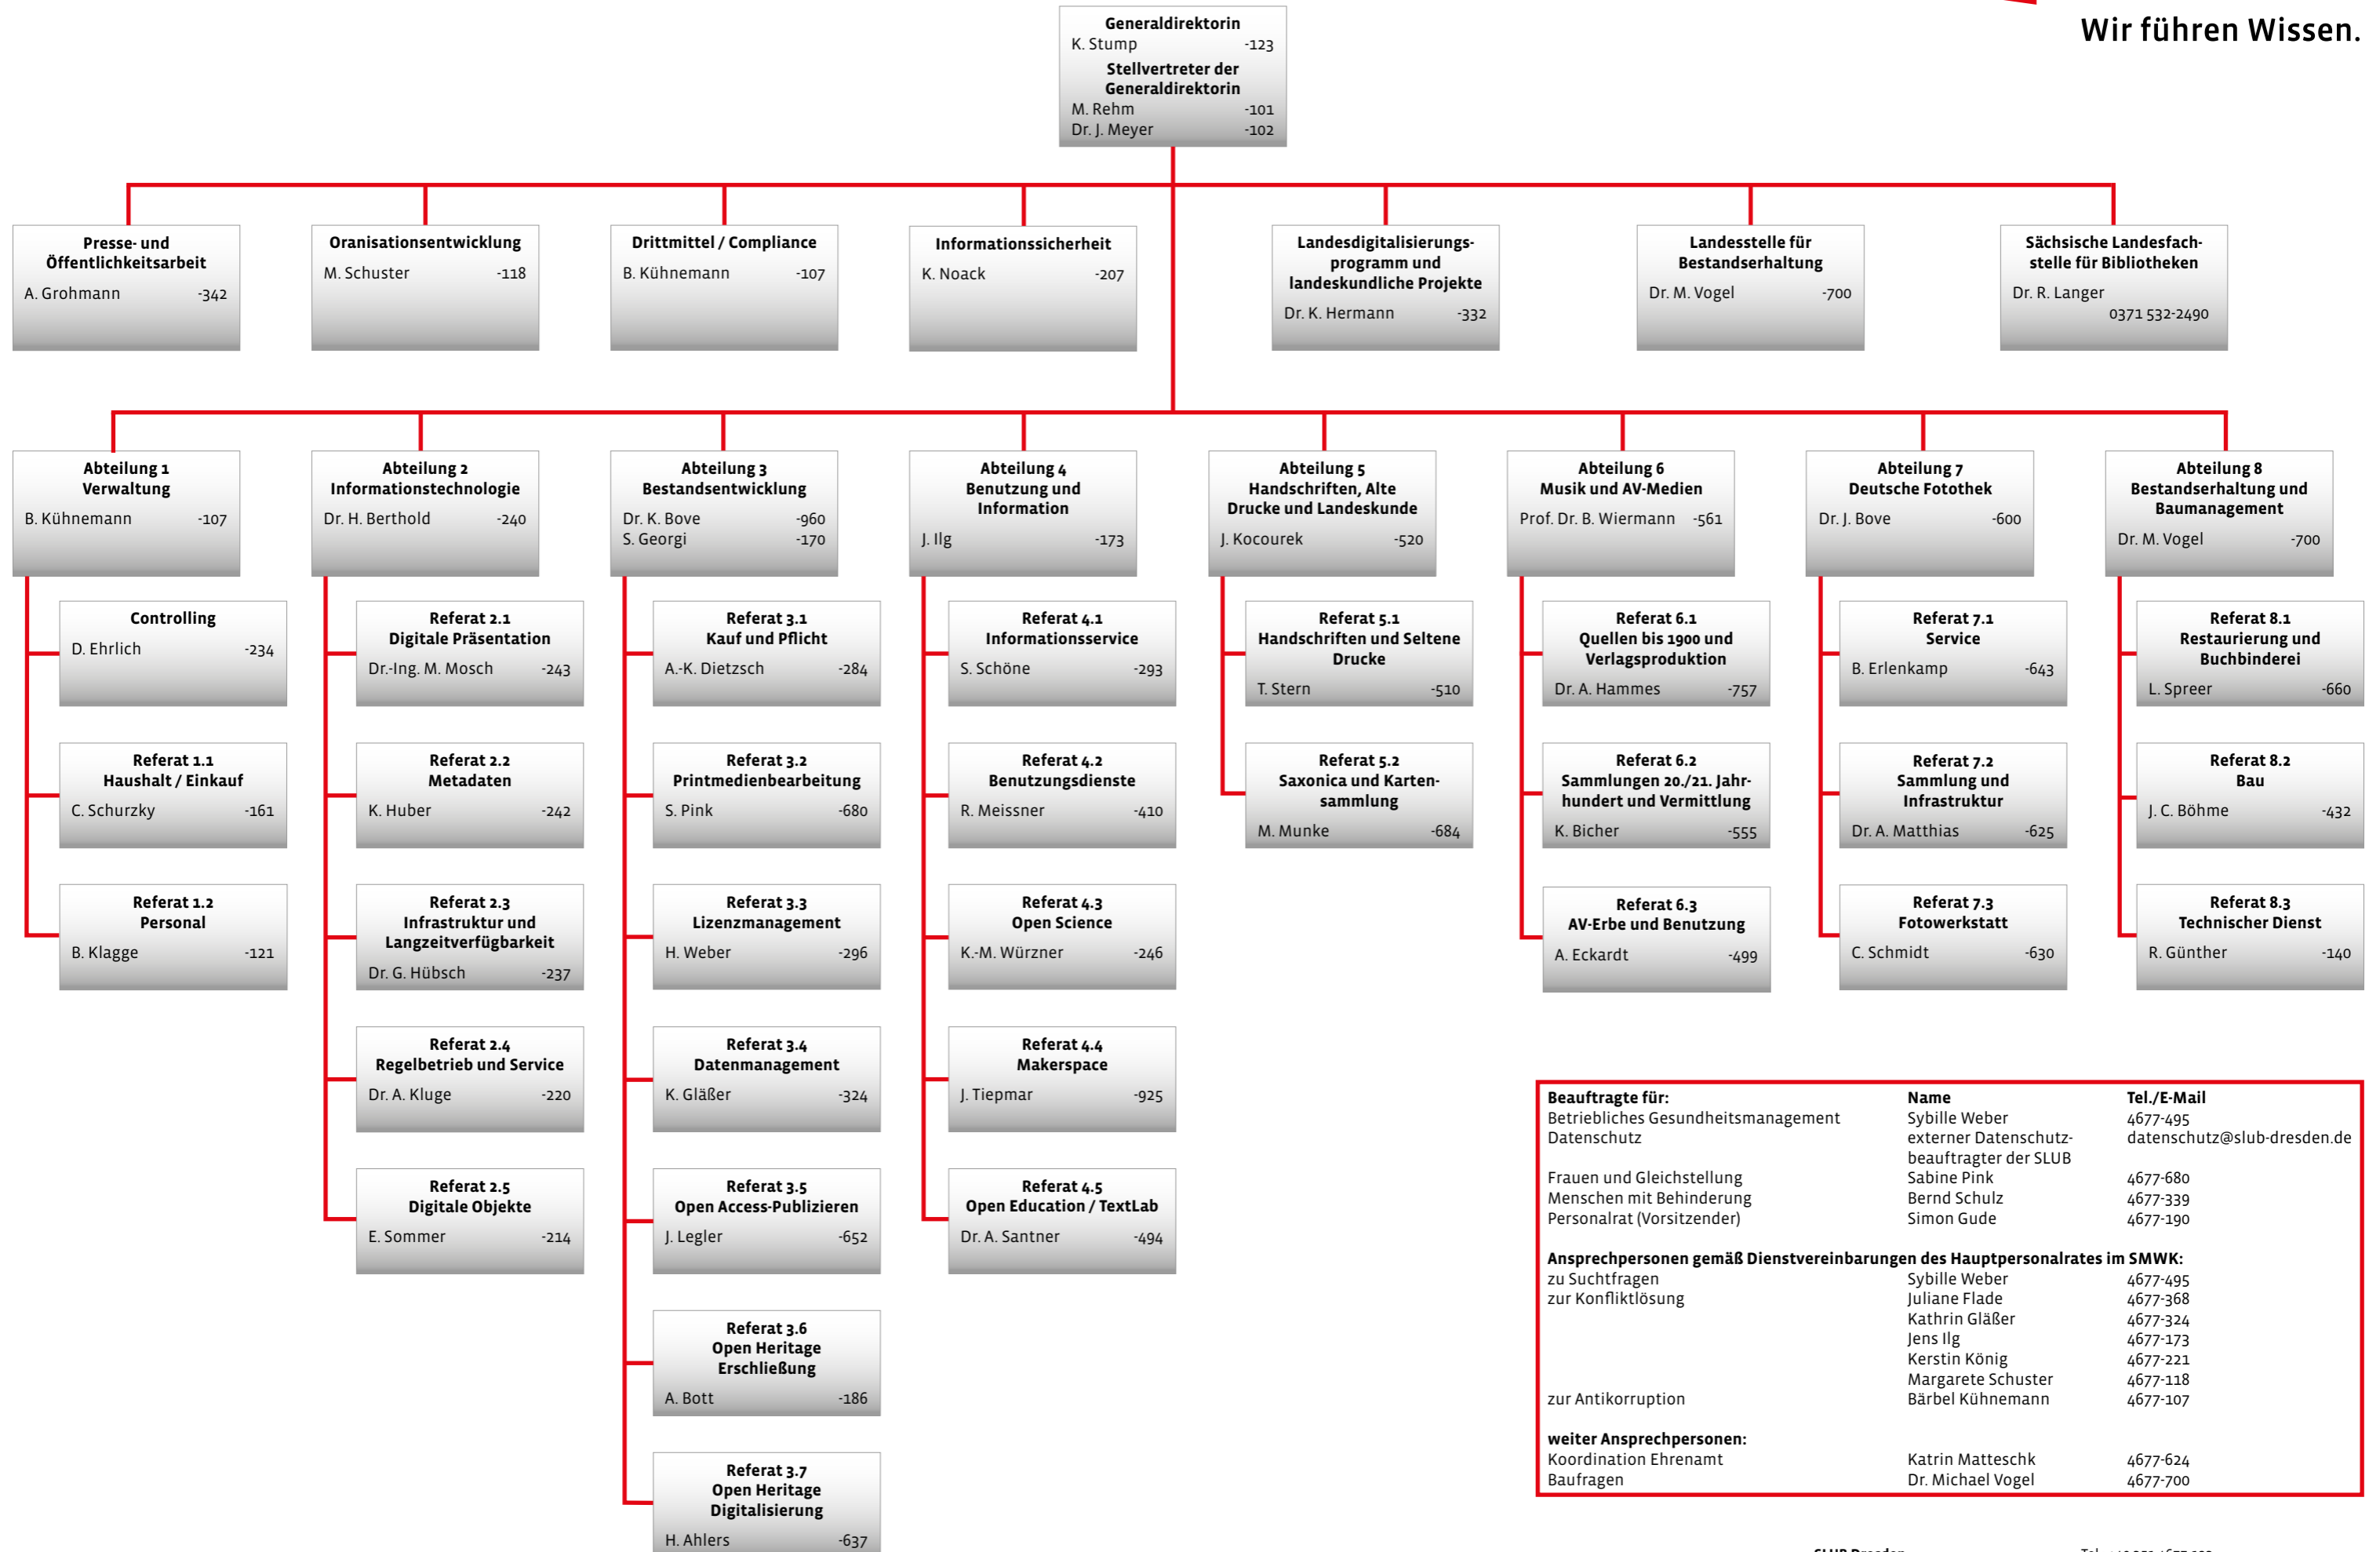 Wir führen Wissen.
Generaldirektorin
K. Stump -123
Stellvertreter der
Generaldirektorin
M. Rehm -101
Dr. J. Meyer -102
Presse- und
Öffentlichkeitsarbeit
A. Grohmann -342
Oranisationsentwicklung
M. Schuster -118
Drittmittel / Compliance
B. Kühnemann -107
Informationssicherheit
K. Noack -207
Landesdigitalisierungs-
programm und
landeskundliche Projekte
Dr. K. Hermann -332
Landesstelle für
Bestandserhaltung
Dr. M. Vogel -700
Sächsische Landesfach-
stelle für Bibliotheken
Dr. R. Langer
0371 532-2490
Abteilung 1
Verwaltung
B. Kühnemann -107
Controlling
D. Ehrlich -234
Referat 1.1
Haushalt / Einkauf
C. Schurzky -161
Referat 1.2
Personal
B. Klagge -121
Abteilung 2
Informationstechnologie
Dr. H. Berthold -240
Referat 2.1
Digitale Präsentation
Dr.-Ing. M. Mosch -243
Referat 2.2
Metadaten
K. Huber -242
Referat 2.3
Infrastruktur und
Langzeitverfügbarkeit
Dr. G. Hübsch -237
Referat 2.4
Regelbetrieb und Service
Dr. A. Kluge -220
Referat 2.5
Digitale Objekte
E. Sommer -214
Abteilung 3
Bestandsentwicklung
Dr. K. Bove -960
S. Georgi -170
Referat 3.1
Kauf und Pflicht
A.-K. Dietzsch -284
Referat 3.2
Printmedienbearbeitung
S. Pink -680
Referat 3.3
Lizenzmanagement
H. Weber -296
Referat 3.4
Datenmanagement
K. Gläßer -324
Referat 3.5
Open Access-Publizieren
J. Legler -652
Referat 3.6
Open Heritage
Erschließung
A. Bott -186
Referat 3.7
Open Heritage
Digitalisierung
H. Ahlers -637
Abteilung 4
Benutzung und
Information
J. Ilg -173
Referat 4.1
Informationsservice
S. Schöne -293
Referat 4.2
Benutzungsdienste
R. Meissner -410
Referat 4.3
Open Science
K.-M. Würzner -246
Referat 4.4
Makerspace
J. Tiepmar -925
Referat 4.5
Open Education / TextLab
Dr. A. Santner -494
Abteilung 5
Handschriften, Alte
Drucke und Landeskunde
J. Kocourek -520
Referat 5.1
Handschriften und Seltene
Drucke
T. Stern -510
Referat 5.2
Saxonica und Karten-
sammlung
M. Munke -684
Abteilung 6
Musik und AV-Medien
Prof. Dr. B. Wiermann -561
Referat 6.1
Quellen bis 1900 und
Verlagsproduktion
Dr. A. Hammes -757
Referat 6.2
Sammlungen 20./21. Jahr-
hundert und Vermittlung
K. Bicher -555
Referat 6.3
AV-Erbe und Benutzung
A. Eckardt -499
Abteilung 7
Deutsche Fotothek
Dr. J. Bove -600
Referat 7.1
Service
B. Erlenkamp -643
Referat 7.2
Sammlung und
Infrastruktur
Dr. A. Matthias -625
Referat 7.3
Fotowerkstatt
C. Schmidt -630
Abteilung 8
Bestandserhaltung und
Baumanagement
Dr. M. Vogel -700
Referat 8.1
Restaurierung und
Buchbinderei
L. Spreer -660
Referat 8.2
Bau
J. C. Böhme -432
Referat 8.3
Technischer Dienst
R. Günther -140
Beauftragte für: Name Tel./E-Mail
Betriebliches Gesundheitsmanagement Sybille Weber 4677-495
Datenschutz externer Datenschutz- datenschutz@slub-dresden.de
beauftragter der SLUB
Frauen und Gleichstellung Sabine Pink 4677-680
Menschen mit Behinderung Bernd Schulz 4677-339
Personalrat (Vorsitzender) Simon Gude 4677-190
Ansprechpersonen gemäß Dienstvereinbarungen des Hauptpersonalrates im SMWK:
zu Suchtfragen Sybille Weber 4677-495
zur Konfliktlösung Juliane Flade 4677-368
Kathrin Gläßer 4677-324
Jens Ilg 4677-173
Kerstin König 4677-221
Margarete Schuster 4677-118
zur Antikorruption Bärbel Kühnemann 4677-107
weiter Ansprechpersonen:
Koordination Ehrenamt Katrin Matteschk 4677-624
Baufragen Dr. Michael Vogel 4677-700
SLUB Dresden